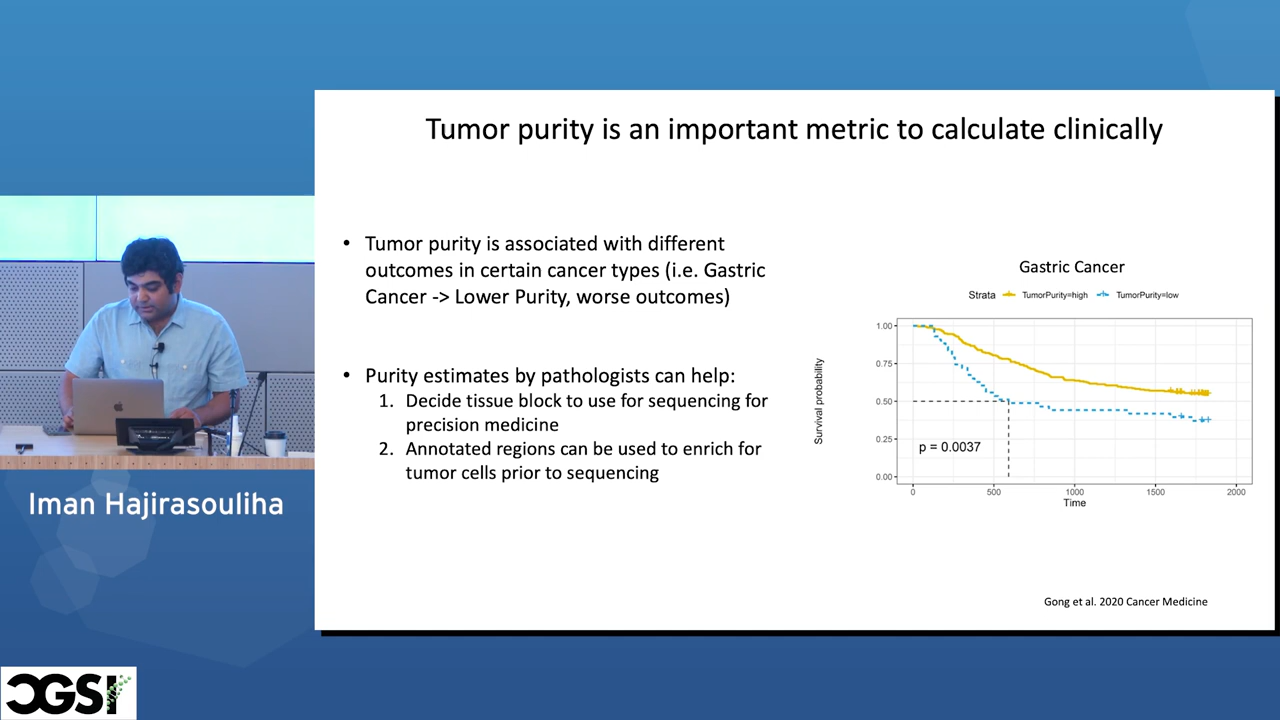 Tumor purity is an important metric to calculate clinically
• Tumor purity is associated with different
outcomes in certain cancer types (i.e. Gastric
Cancer -> Lower Purity, worse outcomes)
• Purity estimates by pathologists can help:
1. Decide tissue block to use for sequencing for
precision medicine
2. Annotated regions can be used to enrich for
tumor cells prior to sequencing
Gastric Cancer
Strata TumorPurity=high TumorPurity=low
Survival probability
1.00
0.75
0.50
0.25
0.00
p = 0.0037
0 500 1000 1500 2000
Time
Gong et al. 2020 Cancer Medicine
Iman Hajirasouliha
CGSI